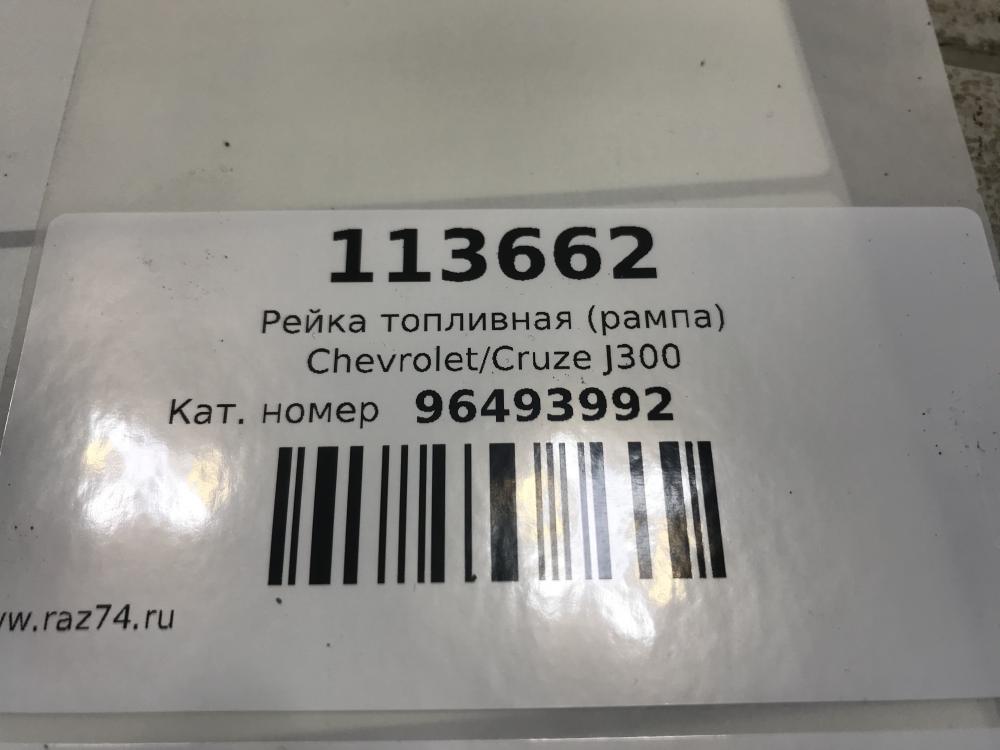 113662
Рейка топливная (рампа)
Chevrolet/Cruze J300
Кат. номер 96493992
w.raz74.ru